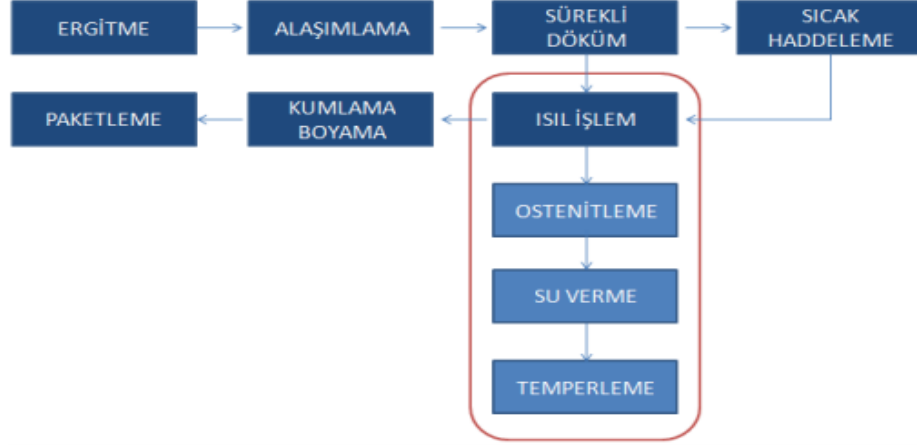 ERGİTME
ALAŞIMLAMA
SÜREKLİ
DÖKÜM
SICAK
HADDELEME
PAKETLEME
KUMLAMA
BOYAMA
ISIL İŞLEM
OSTENİTLEME
SU VERME
TEMPERLEME